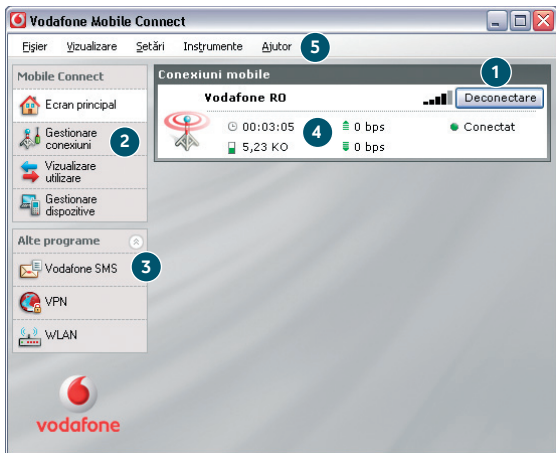 Vodafone Mobile Connect
Fişier Vizualizare Setări Instrumente Ajutor 5
Mobile Connect
Ecran principal
Gestionare
conexiuni
2
Vizualizare
utilizare
Gestionare
dispozitive
Alte programe
Vodafone SMS 3
VPN
WLAN
vodafone
Conexiuni mobile
1
Vodafone RO Deconectare
00:03:05 4 0 bps Conectat
5,23 KO 0 bps